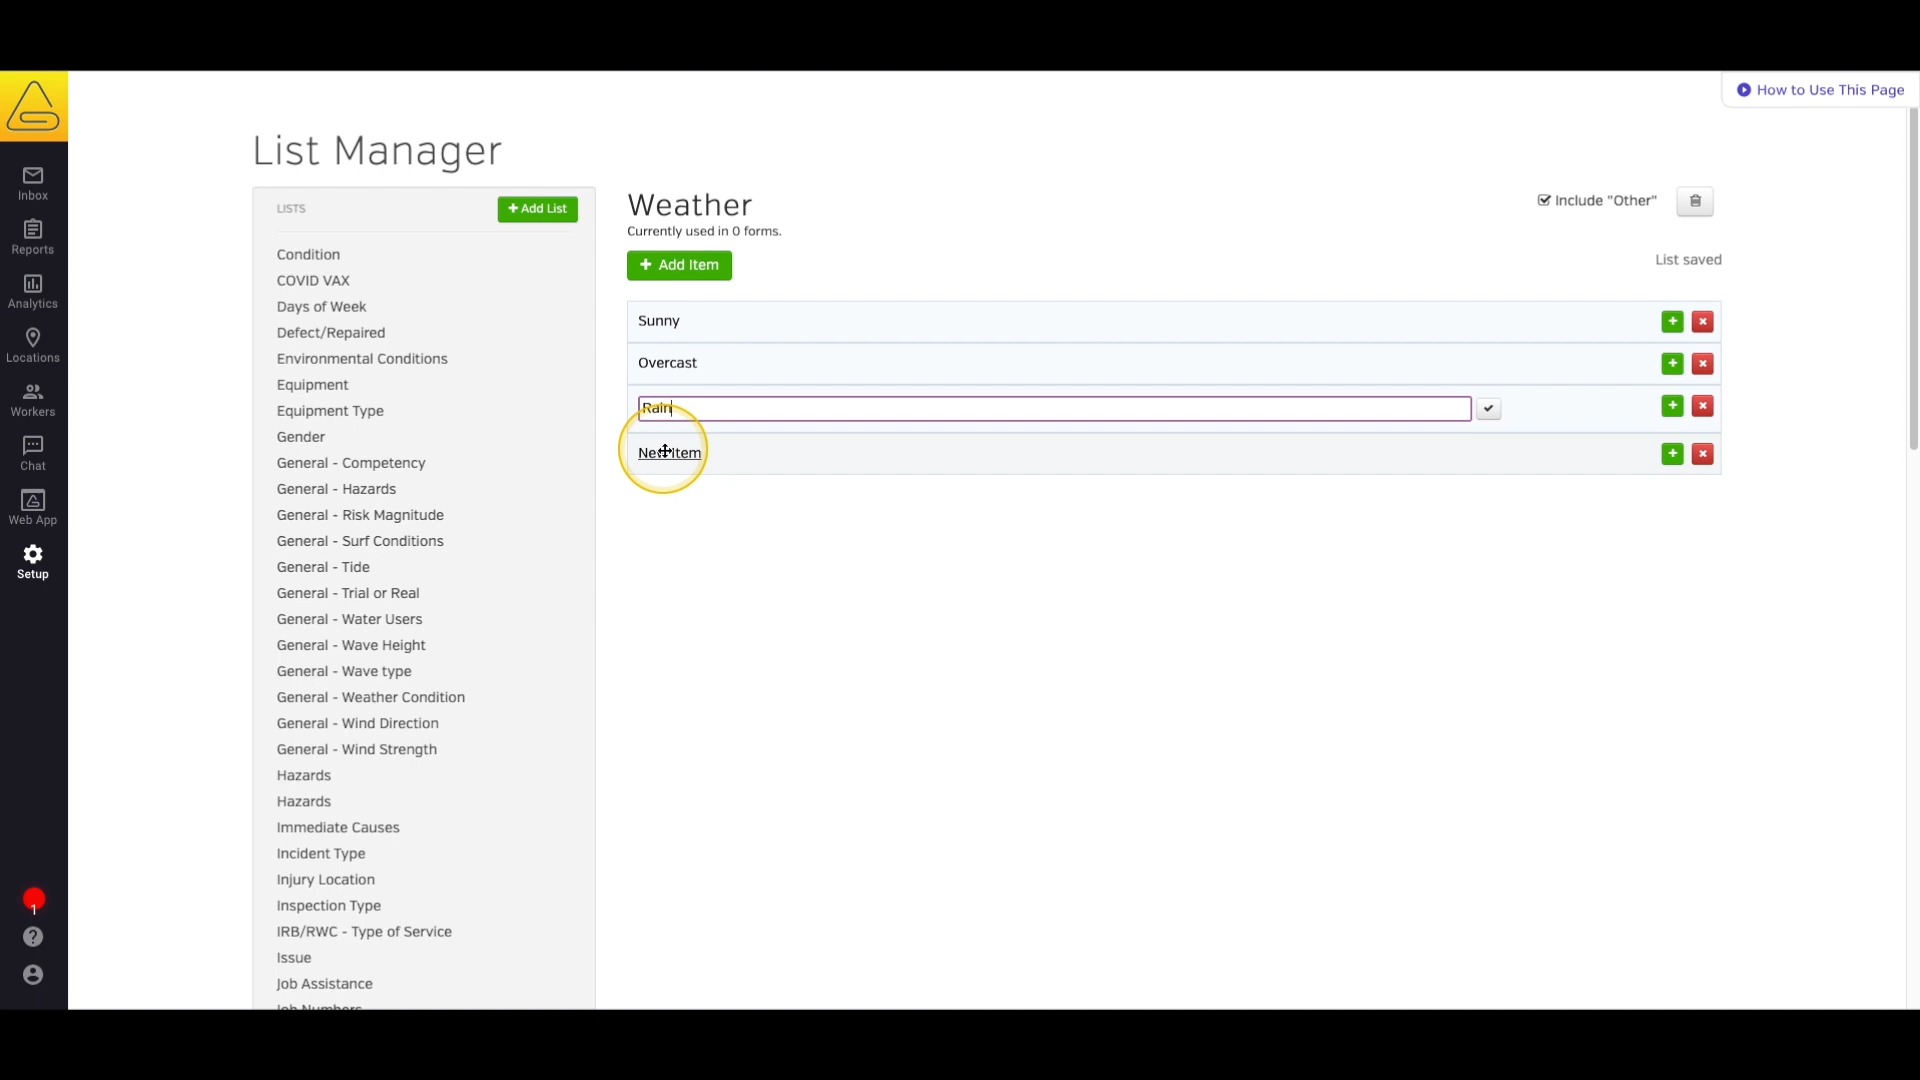 How to Use This Page
Inbox
Reports
Analytics
Locations
Workers
Chat
Web App
Setup
1
?
List Manager
LISTS
+ Add List
Condition
COVID VAX
Days of Week
Defect/Repaired
Environmental Conditions
Equipment
Equipment Type
Gender
General - Competency
General - Hazards
General - Risk Magnitude
General - Surf Conditions
General - Tide
General - Trial or Real
General - Water Users
General - Wave Height
General - Wave type
General - Weather Condition
General - Wind Direction
General - Wind Strength
Hazards
Hazards
Immediate Causes
Incident Type
Injury Location
Inspection Type
IRB/RWC - Type of Service
Issue
Job Assistance
Job Numbers
Weather
Currently used in 0 forms.
Include "Other"
+ Add Item
List saved
Sunny
Overcast
Rain
New Item